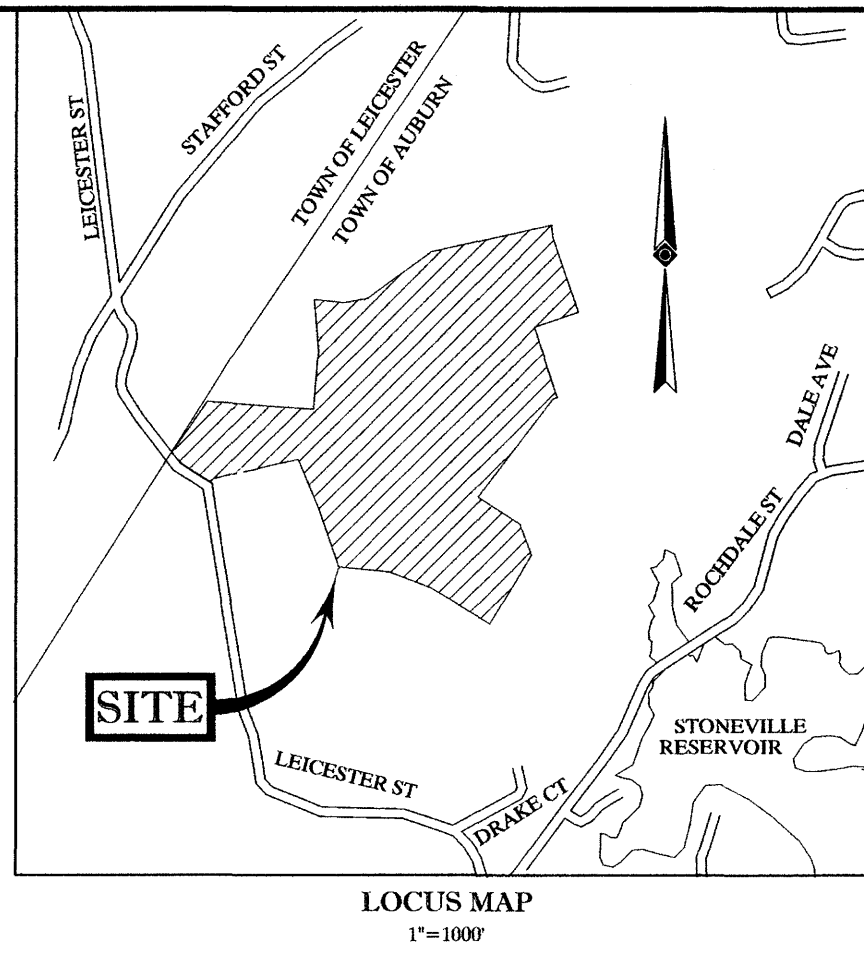 LEICESTER ST
STAFFORD ST
TOWN OF LEICESTER
TOWN OF AUBURN
DALE AVE
ROCHDALE ST
SITE
STONEVILLE
RESERVOIR
LEICESTER ST
DRAKE CT
LOCUS MAP
1"=1000'